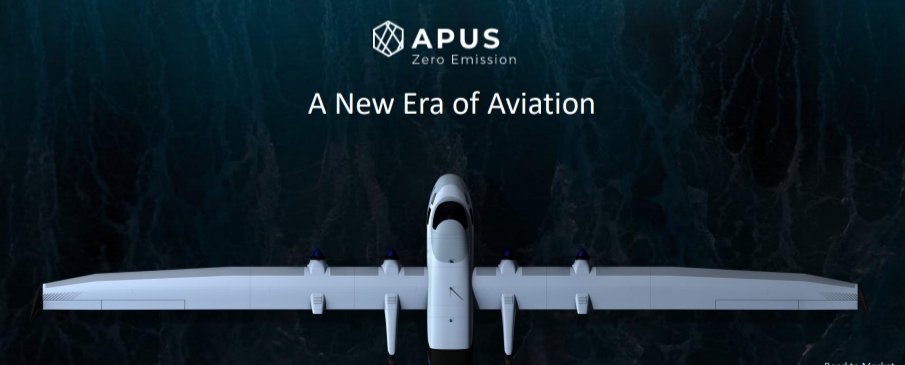 APUS
Zero Emission
A New Era of Aviation